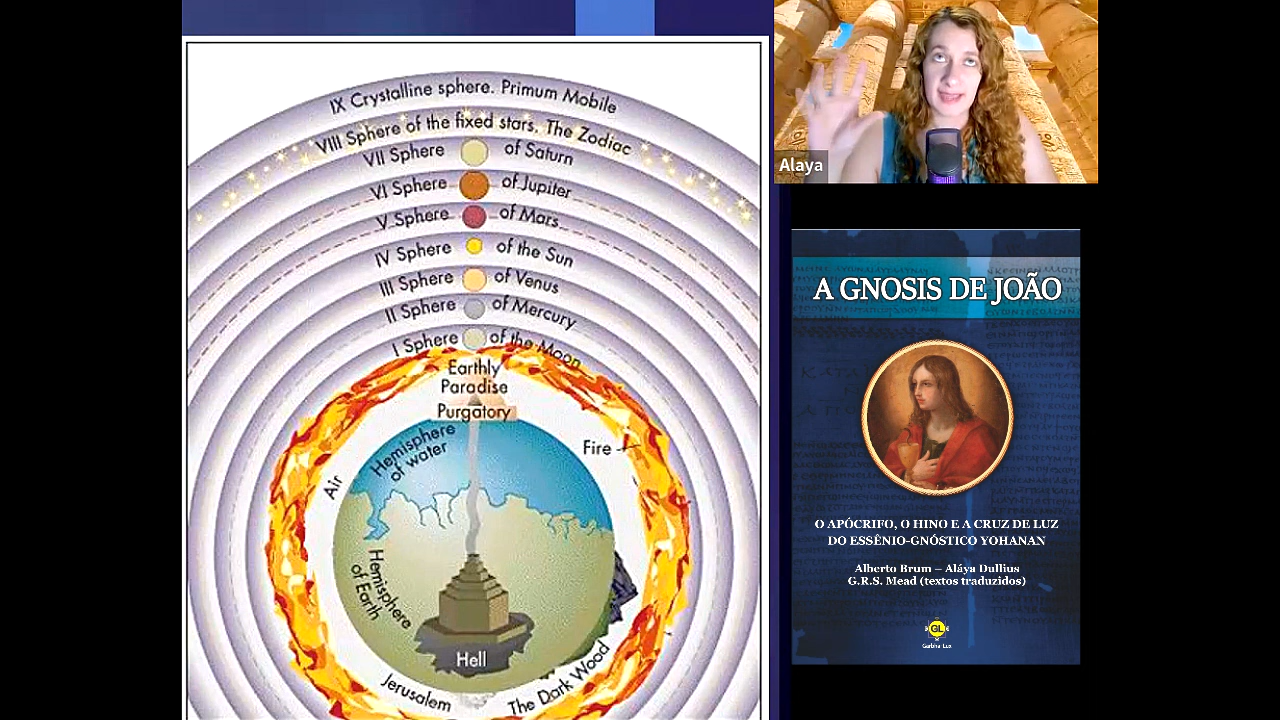 IX Crystalline sphere. Primum Mobile
VIII Sphere of the fixed stars. The Zodiac
VII Sphere of Saturn
VI Sphere of Jupiter
V Sphere of Mars
IV Sphere of the Sun
III Sphere of Venus
II Sphere of Mercury
I Sphere of the Moon
Earthly
Paradise
Purgatory
Hemisphere
of water
Fire
Air
Hemisphere
of Earth
Hell
Jerusalem
The Dark Wood
Alaya
A GNOSIS DE JOÃO
O APÓCRIFO, O HINO E A CRUZ DE LUZ
DO ESSÊNIO-GNÓSTICO YOHANAN
Alberto Brum – Aláya Dullius
G.R.S. Mead (textos traduzidos)
GL
Garbha Lux